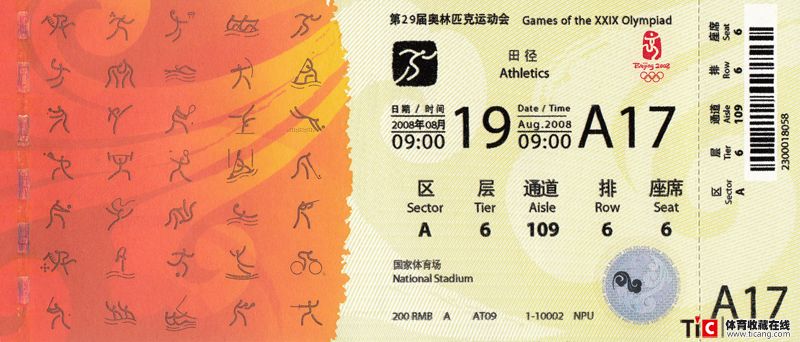 第29届奥林匹克运动会 Games of the XXIX Olympiad
田径
Athletics
Beijing 2008
日期 / 时间
2008年08月
09:00
19
Date / Time
Aug.2008
09:00
A17
区 层 通道 排 座席
Sector Tier Aisle Row Seat
A 6 109 6 6
国家体育场
National Stadium
200 RMB A AT09 1-10002 NPU
座席 Seat 6
排 Row 6
通道 Aisle 109
层 Tier 6
区 Sector A
2300018058
A17
TiC 体育收藏在线
www.ticang.com